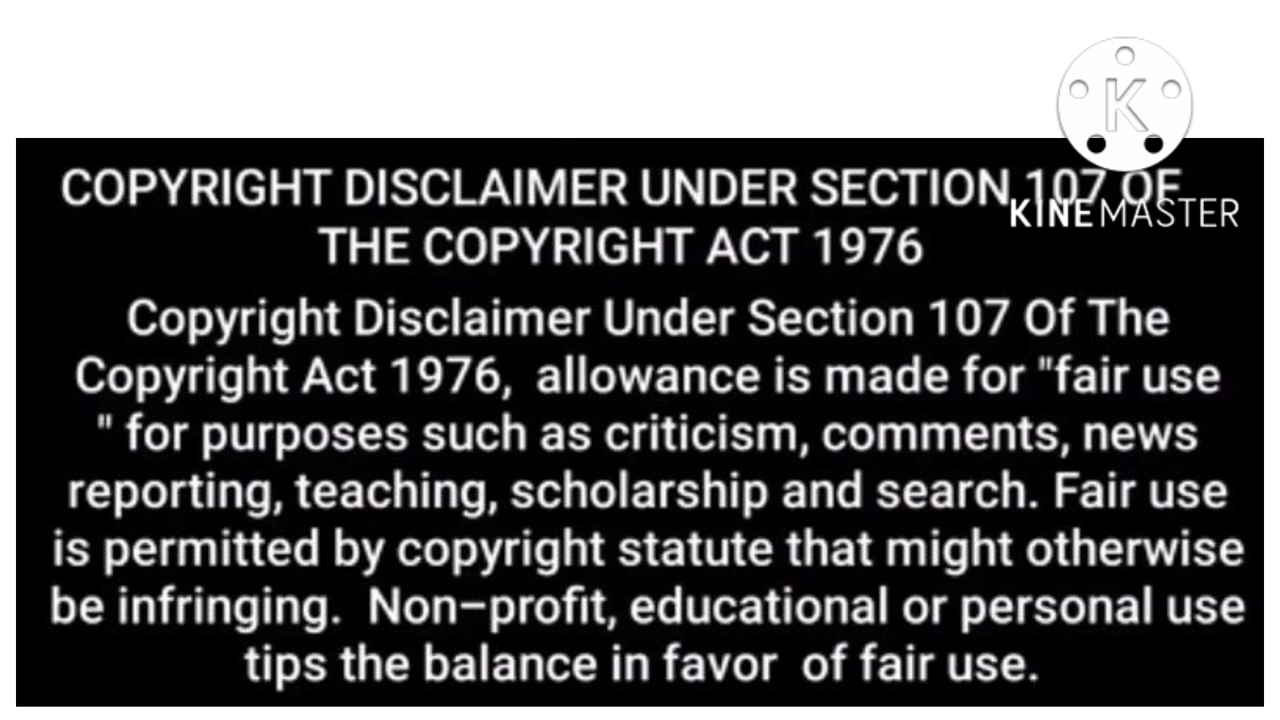 COPYRIGHT DISCLAIMER UNDER SECTION 107 OF
THE COPYRIGHT ACT 1976
K
KINEMASTER
Copyright Disclaimer Under Section 107 Of The
Copyright Act 1976,  allowance is made for "fair use
" for purposes such as criticism, comments, news
reporting, teaching, scholarship and search. Fair use
is permitted by copyright statute that might otherwise
be infringing.  Non–profit, educational or personal use
tips the balance in favor  of fair use.